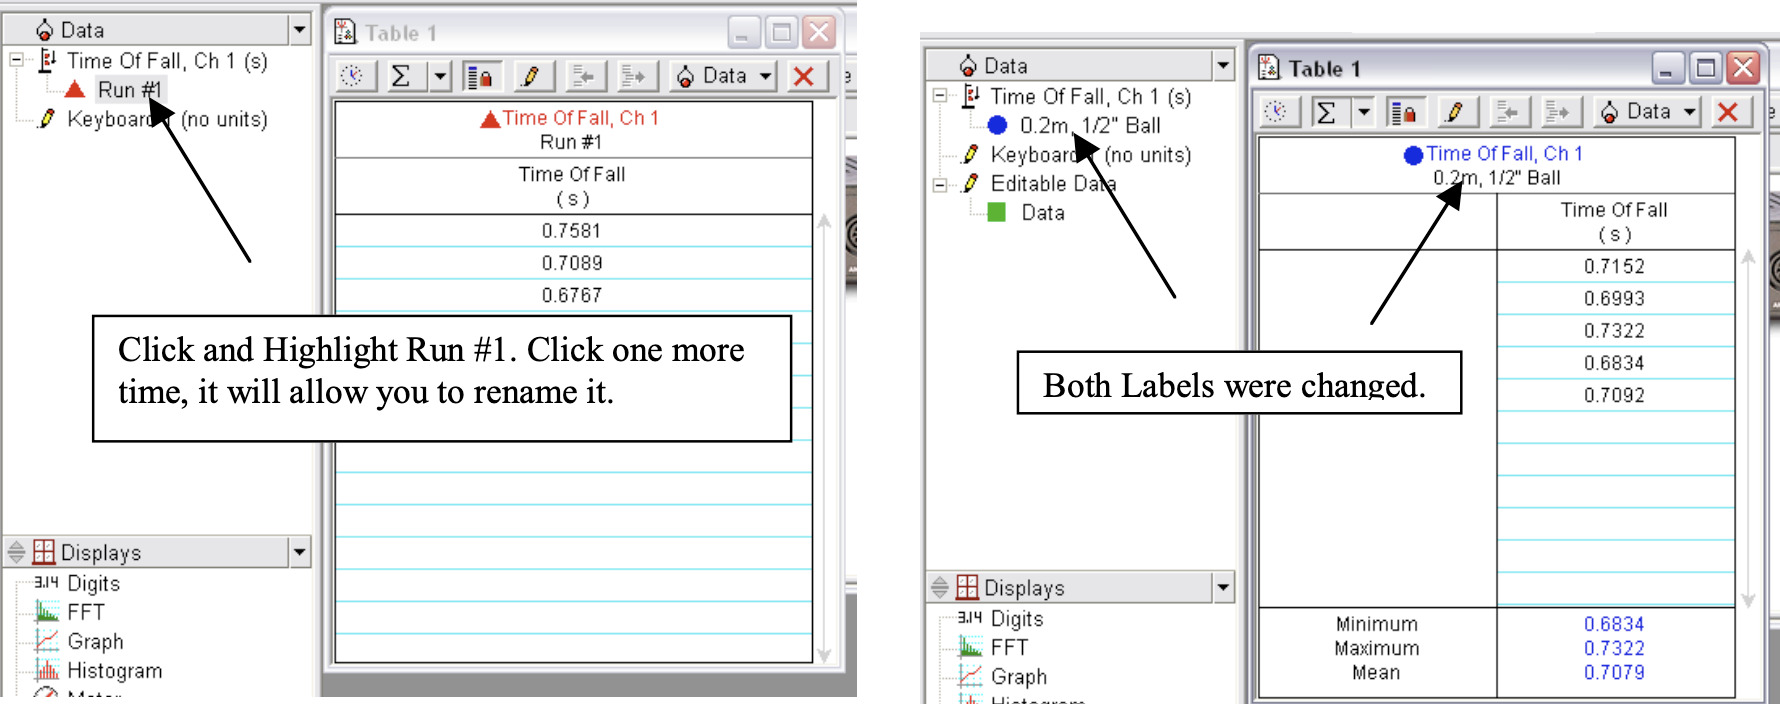 Data
Time Of Fall, Ch 1 (s)
Run #1
(no units)
Table 1
Σ
Data
Time Of Fall, Ch 1
Run #1
Time Of Fall
(s)
0.7581
0.7089
0.6767
Click and Highlight Run #1. Click one more
time, it will allow you to rename it.
Displays
3.14 Digits
FFT
Graph
Histogram
Data
Time Of Fall, Ch 1 (s)
0.2m, 1/2" Ball
(no units)
Editable Data
Data
Table 1
Σ
Data
Time Of Fall, Ch 1
0.2m, 1/2" Ball
Time Of Fall
(s)
0.7152
0.6993
0.7322
0.6834
0.7092
Both Labels were changed.
Minimum 0.6834
Maximum 0.7322
Mean 0.7079
Displays
3.14 Digits
FFT
Graph
Histogram